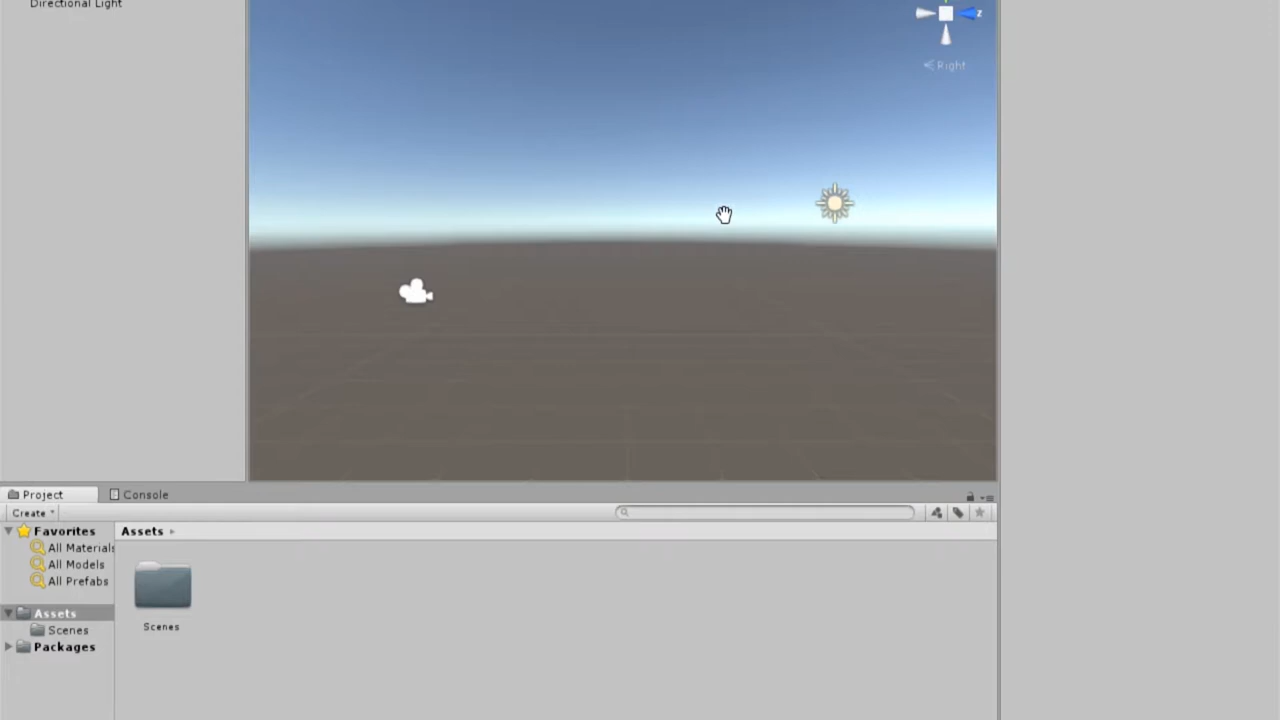 Directional Light
z
Right
Project
Console
Create
Favorites
All Materials
All Models
All Prefabs
Assets
Scenes
Packages
Assets
Scenes